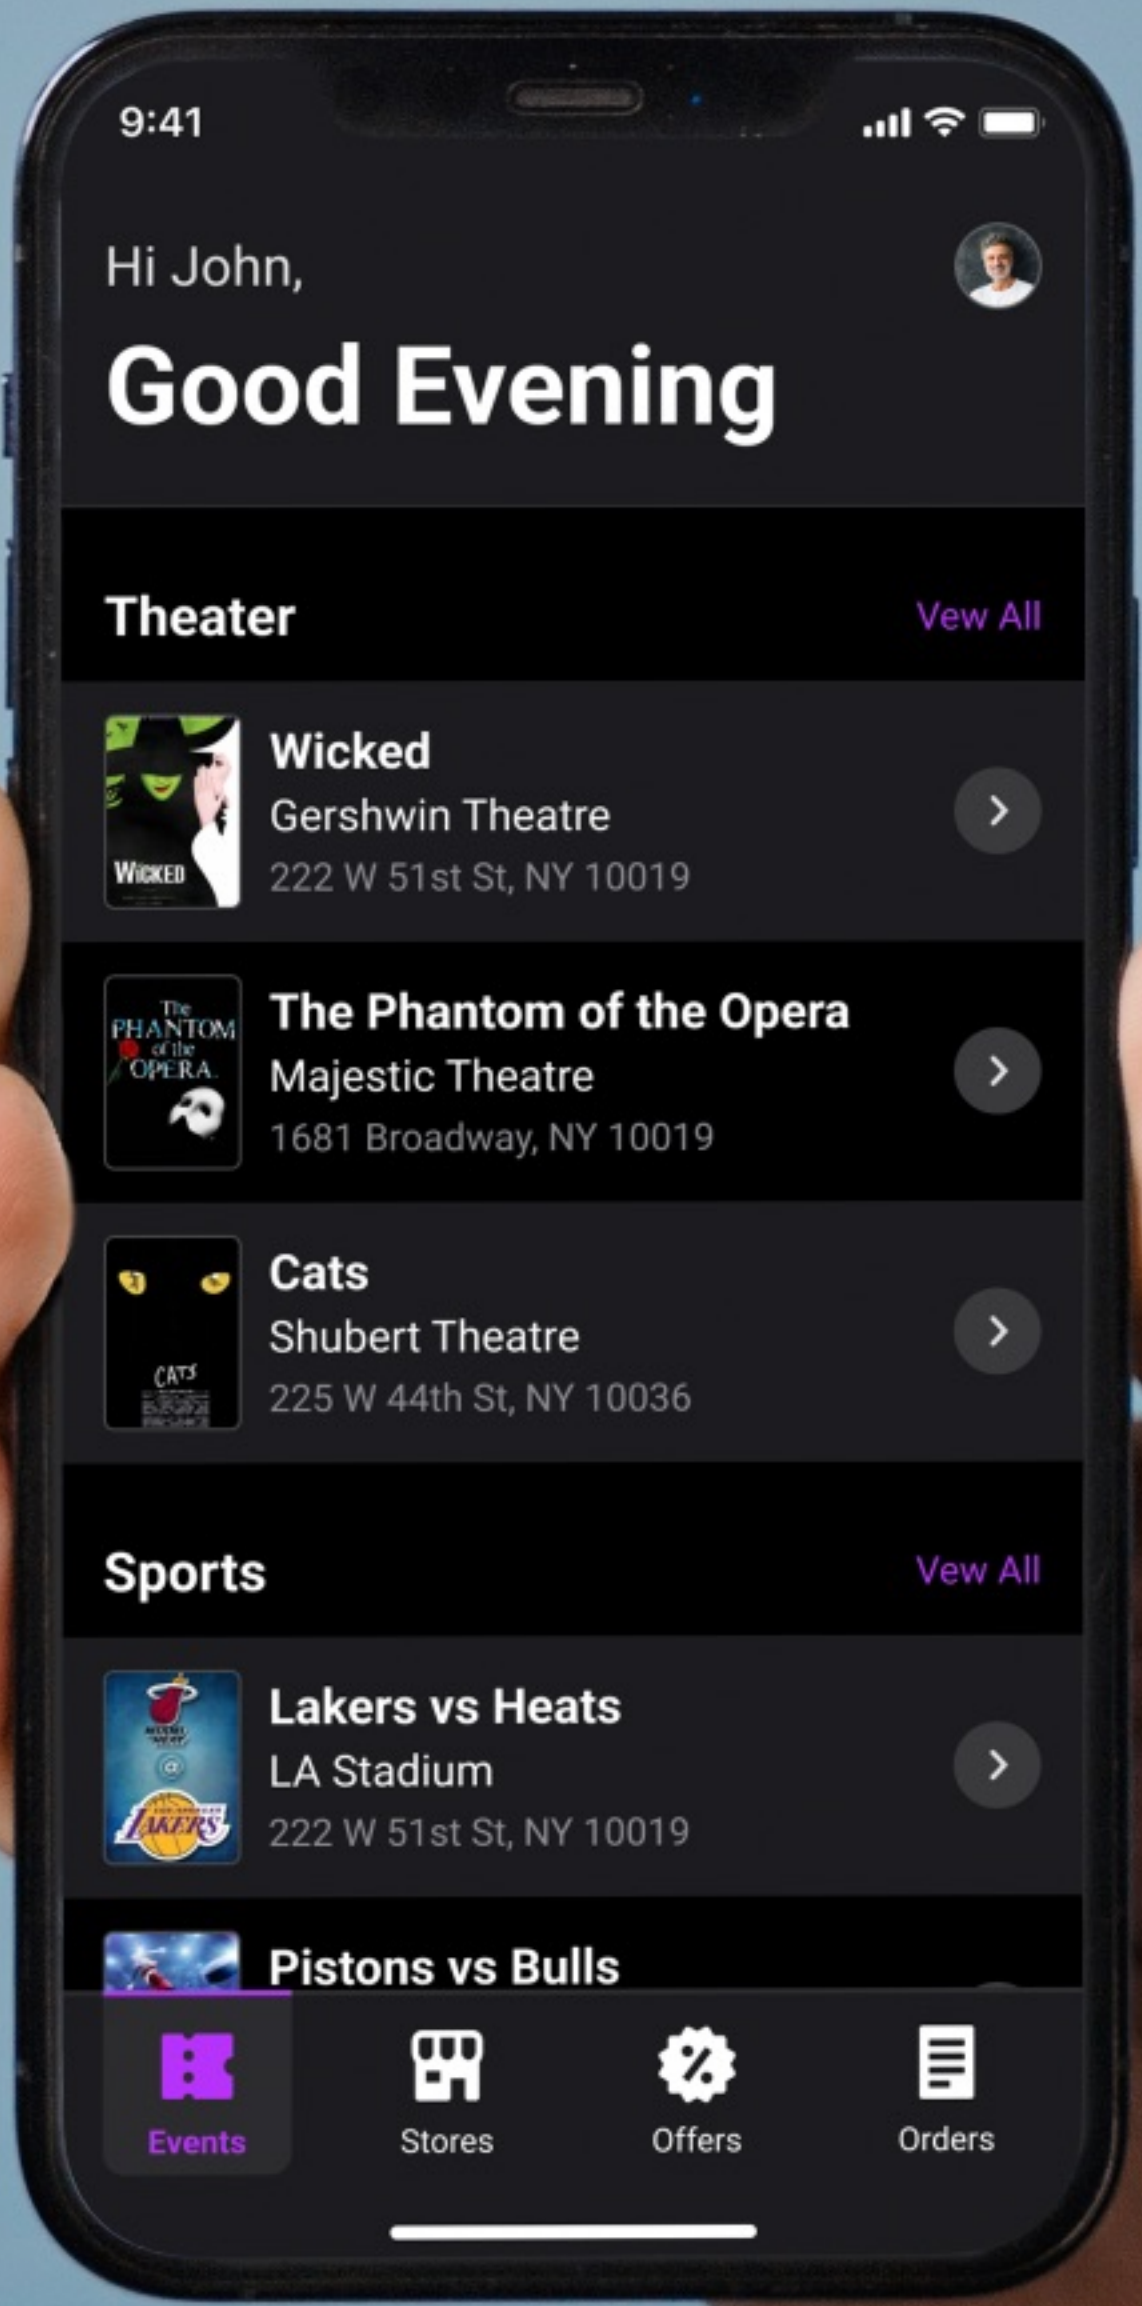 9:41
Hi John,
Good Evening
Theater
Vew All
Wicked
Gershwin Theatre
222 W 51st St, NY 10019
WICKED
The Phantom of the Opera
Majestic Theatre
1681 Broadway, NY 10019
The
PHANTOM
of the
OPERA
Cats
Shubert Theatre
225 W 44th St, NY 10036
CATS
Sports
Vew All
Lakers vs Heats
LA Stadium
222 W 51st St, NY 10019
@
LAKERS
Pistons vs Bulls
Events
Stores
Offers
Orders